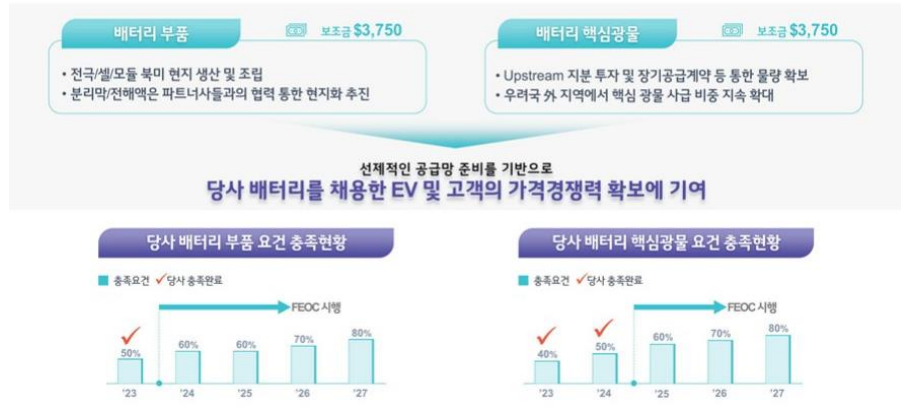 배터리 부품
보조금 $3,750
• 전극/셀/모듈 북미 현지 생산 및 조립
• 분리막/전해액은 파트너사들과의 협력 통한 현지화 추진
배터리 핵심광물
보조금 $3,750
• Upstream 지분 투자 및 장기공급계약 등 통한 물량 확보
• 우려국 外 지역에서 핵심 광물 사급 비중 지속 확대
선제적인 공급망 준비를 기반으로
당사 배터리를 채용한 EV 및 고객의 가격경쟁력 확보에 기여
당사 배터리 부품 요건 충족현황
충족요건 ✓당사 충족완료
FEOC 시행
50% 60% 60% 70% 80%
'23 '24 '25 '26 '27
당사 배터리 핵심광물 요건 충족현황
충족요건 ✓당사 충족완료
FEOC 시행
40% 50% 60% 70% 80%
'23 '24 '25 '26 '27